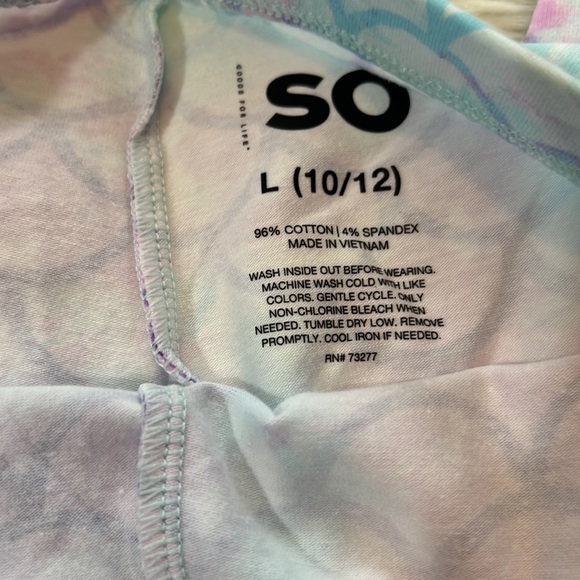 SO
GOODS FOR LIFE
L (10/12)
96% COTTON | 4% SPANDEX
MADE IN VIETNAM
WASH INSIDE OUT BEFORE WEARING.
MACHINE WASH COLD WITH LIKE
COLORS. GENTLE CYCLE. ONLY
NON-CHLORINE BLEACH WHEN
NEEDED. TUMBLE DRY LOW. REMOVE
PROMPTLY. COOL IRON IF NEEDED.
RN# 73277